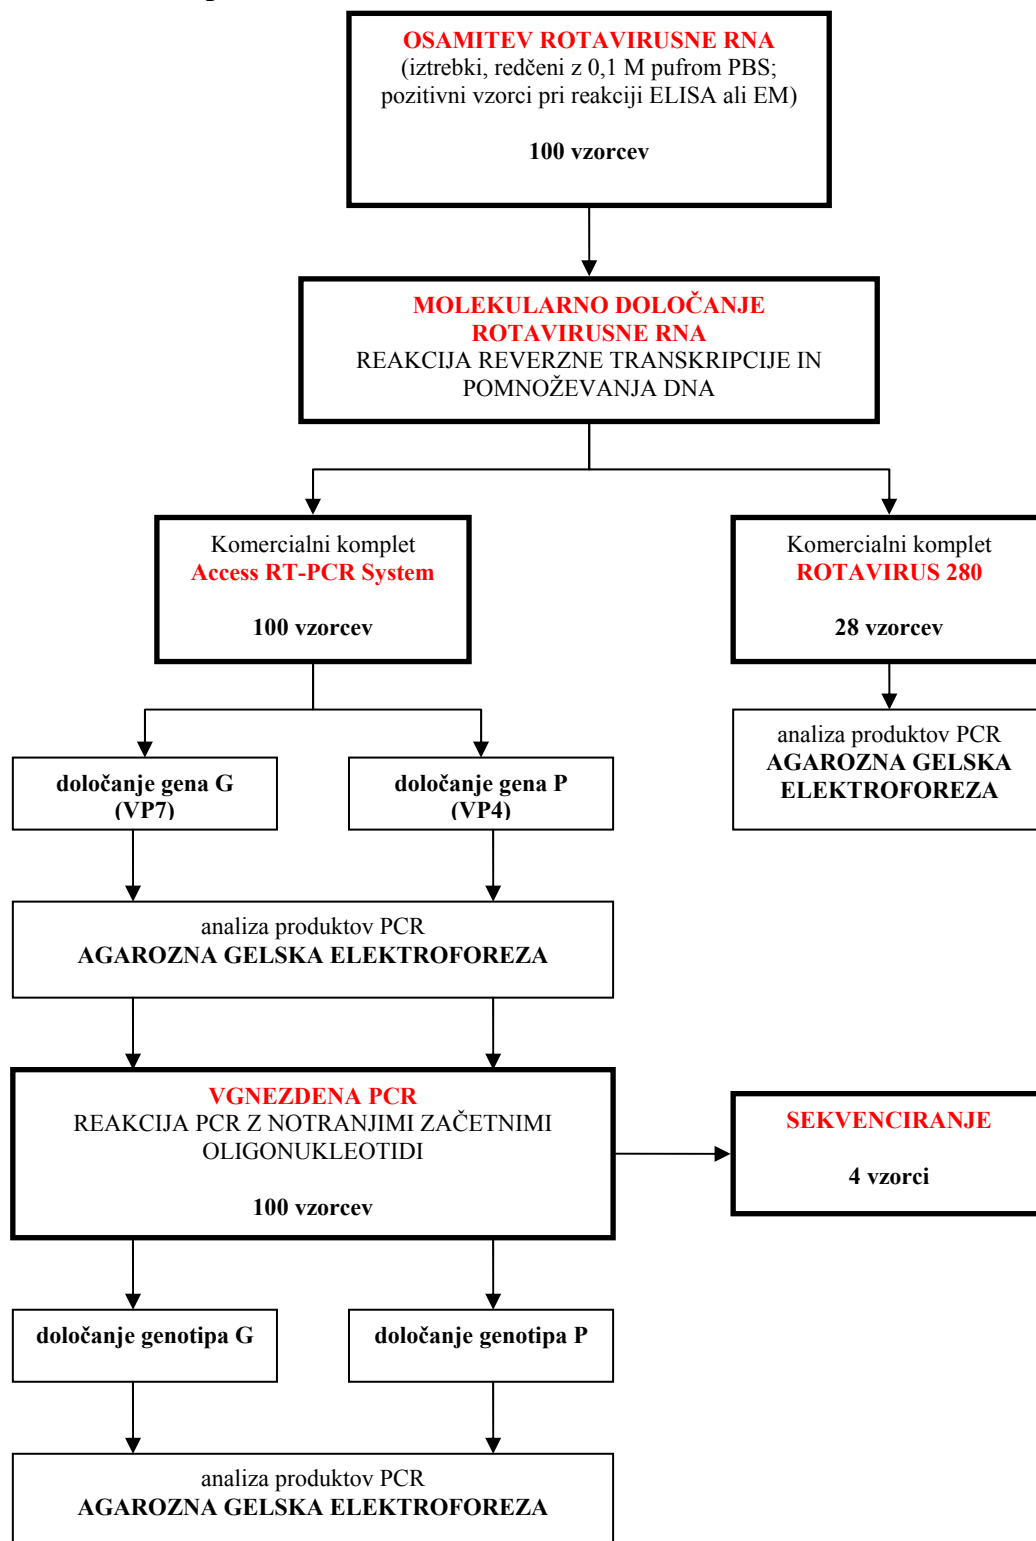 OSAMITEV ROTAVIRUSNE RNA
(iztrebki, redčeni z 0,1 M pufrom PBS;
pozitivni vzorci pri reakciji ELISA ali EM)
100 vzorcev
MOLEKULARNO DOLOČANJE
ROTAVIRUSNE RNA
REAKCIJA REVERZNE TRANSKRIPCIJE IN
POMNOŽEVANJA DNA
Komercialni komplet
Access RT-PCR System
100 vzorcev
Komercialni komplet
ROTAVIRUS 280
28 vzorcev
določanje gena G
(VP7)
določanje gena P
(VP4)
analiza produktov PCR
AGAROZNA GELSKA
ELEKTROFOREZA
analiza produktov PCR
AGAROZNA GELSKA ELEKTROFOREZA
VGNEZDENA PCR
REAKCIJA PCR Z NOTRANJIMI ZAČETNIMI
OLIGONUKLEOTIDI
100 vzorcev
SEKVENCIRANJE
4 vzorci
določanje genotipa G
določanje genotipa P
analiza produktov PCR
AGAROZNA GELSKA ELEKTROFOREZA